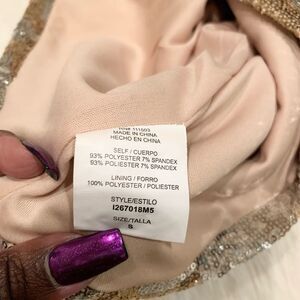 RN# 111503
MADE IN CHINA
HECHO EN CHINA
SELF / CUERPO
93% POLYESTER 7% SPANDEX
93% POLIESTER 7% SPANDEX
LINING / FORRO
100% POLYESTER / POLIESTER
STYLE/ESTILO
I267018M5
SIZE/TALLA
S